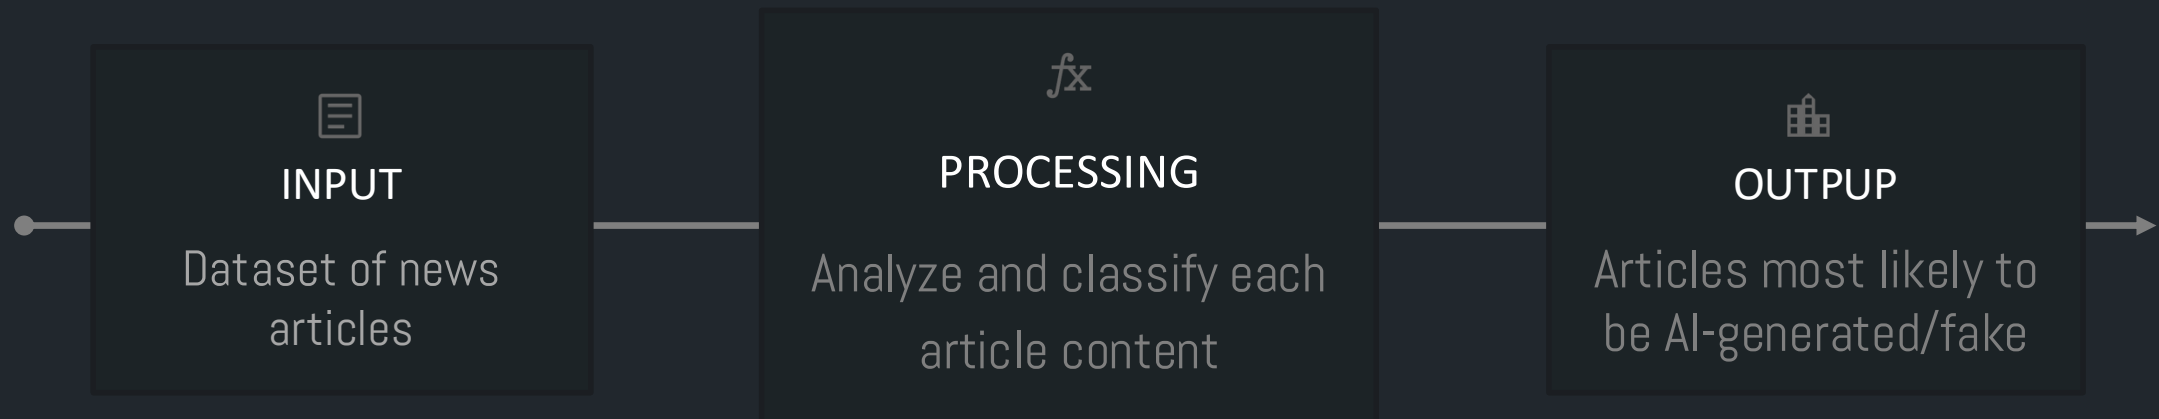 fx
INPUT
Dataset of news
articles
PROCESSING
Analyze and classify each
article content
OUTPUP
Articles most likely to
be AI-generated/fake